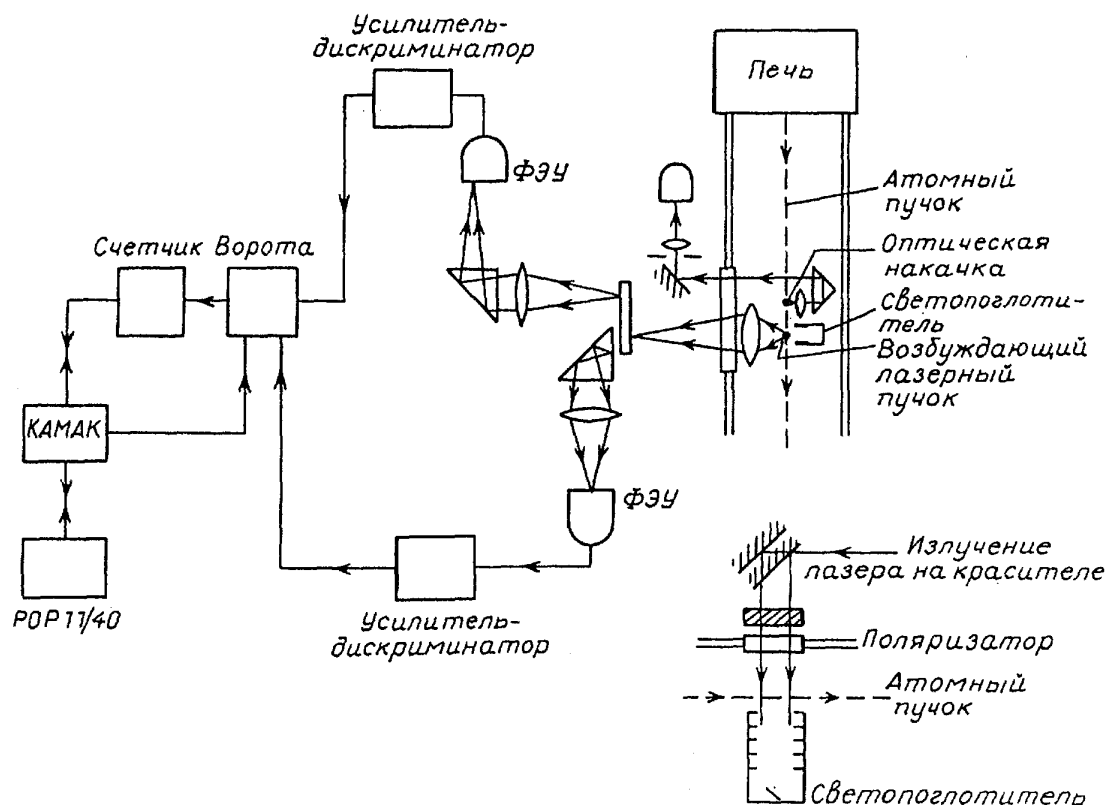 Усилитель-
дискриминатор
Печь
ФЭУ
Атомный
пучок
Счетчик Ворота
Оптическая
накачка
Светопоглоти-
тель
Возбуждающий
лазерный
пучок
КАМАК
ФЭУ
РОР 11/40
Усилитель-
дискриминатор
Излучение
лазера на красителе
Поляризатор
Атомный
пучок
Светопоглотитель